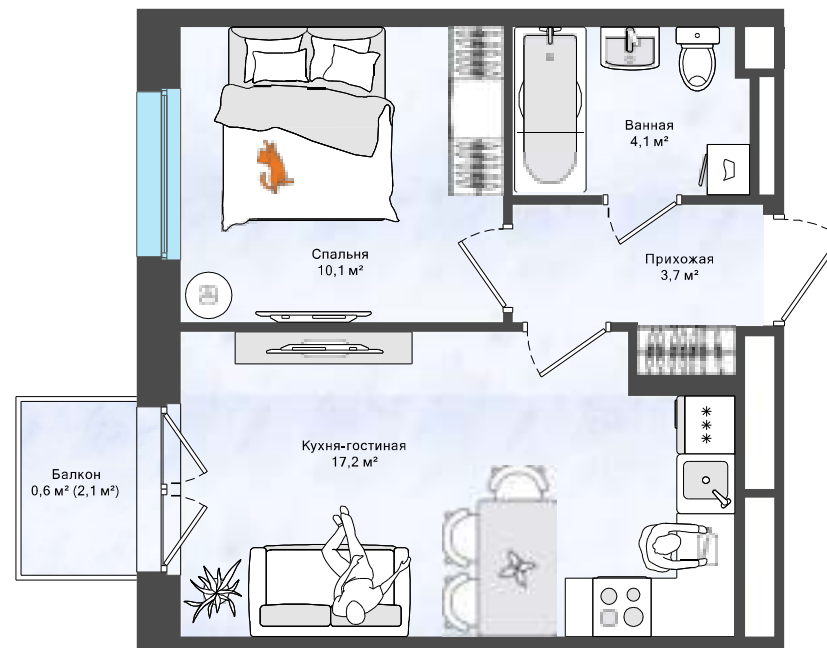 Ванная
4,1 м²
Спальня
10,1 м²
Прихожая
3,7 м²
Кухня-гостиная
17,2 м²
Балкон
0,6 м² (2,1 м²)